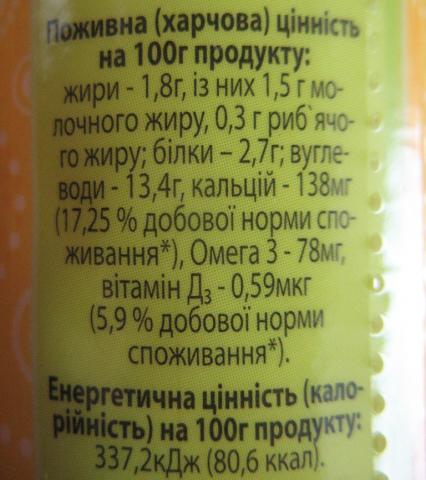 Поживна (харчова) цінність
на 100г продукту:
жири - 1,8г, із них 1,5 г мо-
лочного жиру, 0,3 г риб`ячо-
го жиру; білки – 2,7г; вугле-
води - 13,4г, кальцій - 138мг
(17,25 % добової норми спо-
живання*), Омега 3 - 78мг,
вітамін Д₃ - 0,59мкг
(5,9 % добової норми
споживання*).
Енергетична цінність (кало-
рійність) на 100г продукту:
337,2кДж (80,6 ккал).